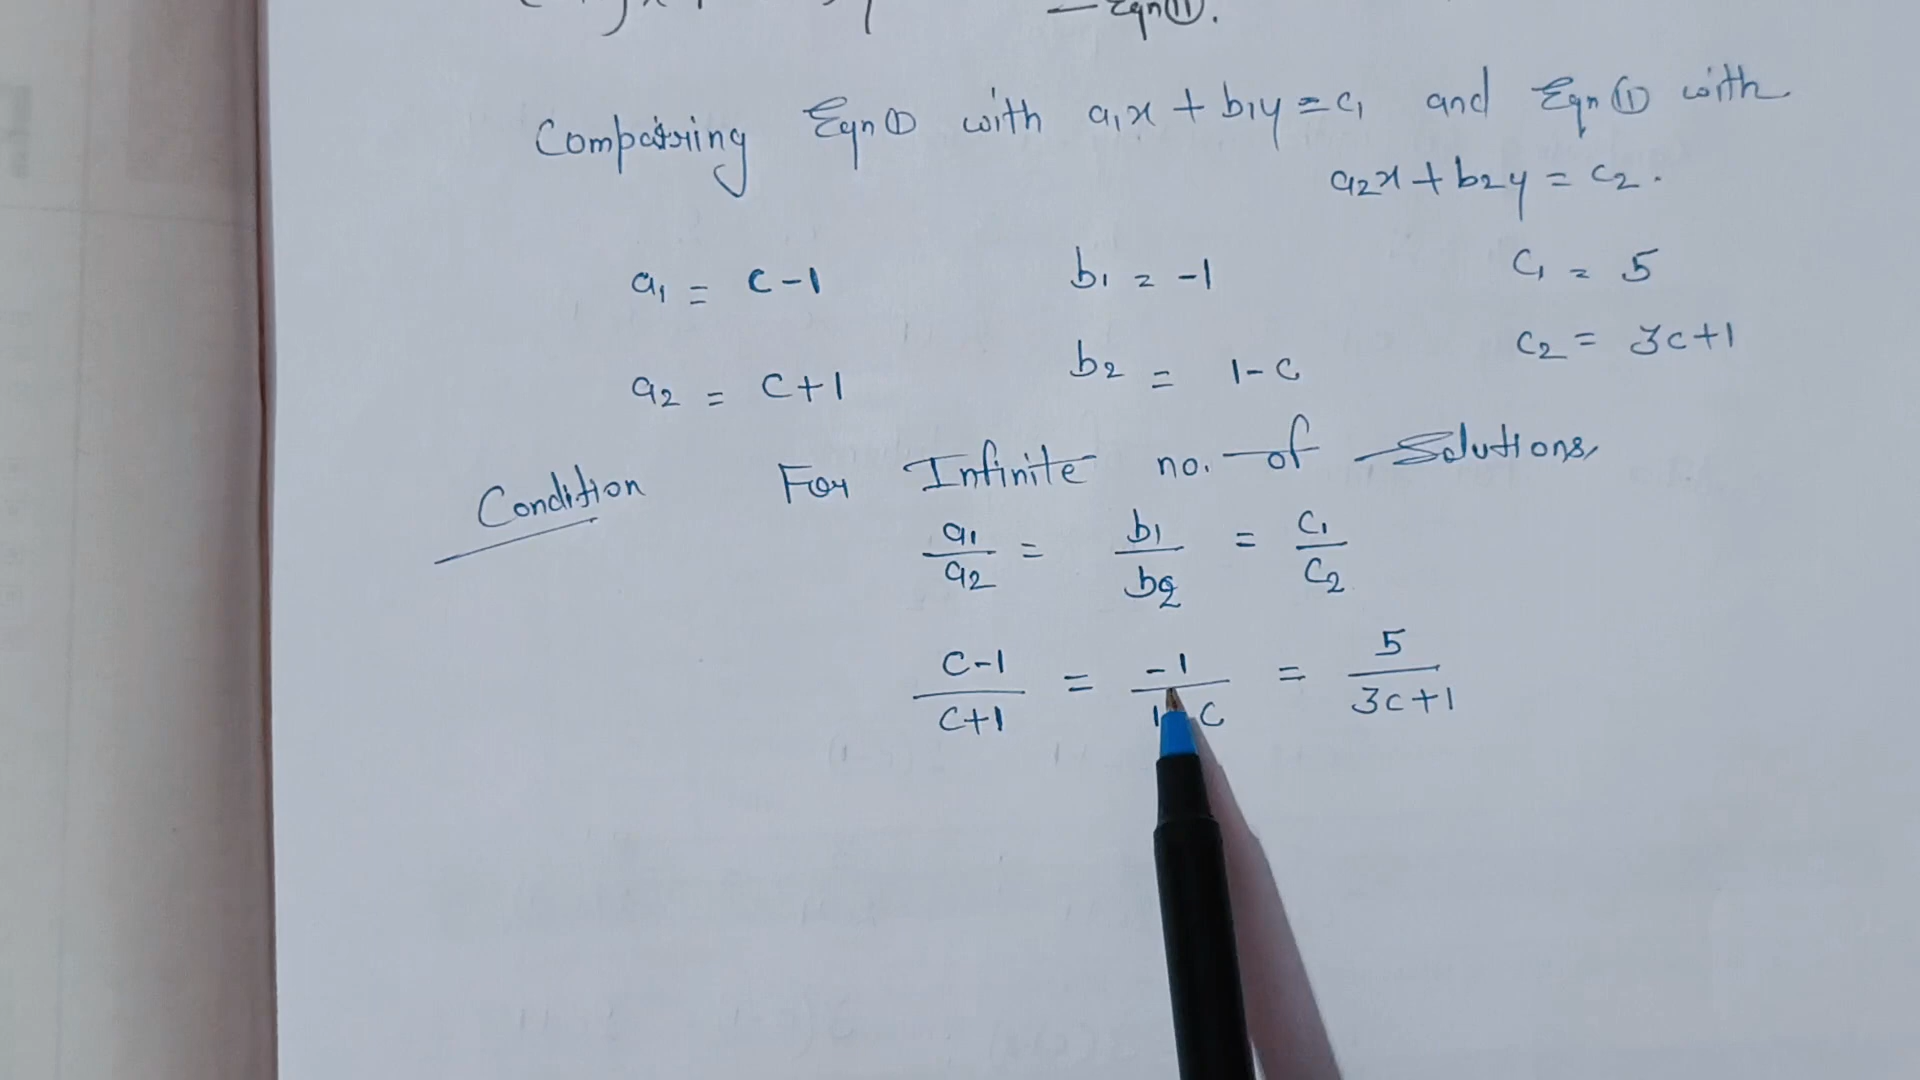 — Eqn ⑪.
Comparing Eqn ① with a₁x + b₁y = c₁ and Eqn ⑪ with
a₂x + b₂y = c₂.
a₁ = c-1 b₁ = -1 c₁ = 5
a₂ = c+1 b₂ = 1-c c₂ = 3c+1
Condition For Infinite no. of Solutions,
a₁/a₂ = b₁/b₂ = c₁/c₂
c-1/c+1 = -1/1-c = 5/3c+1